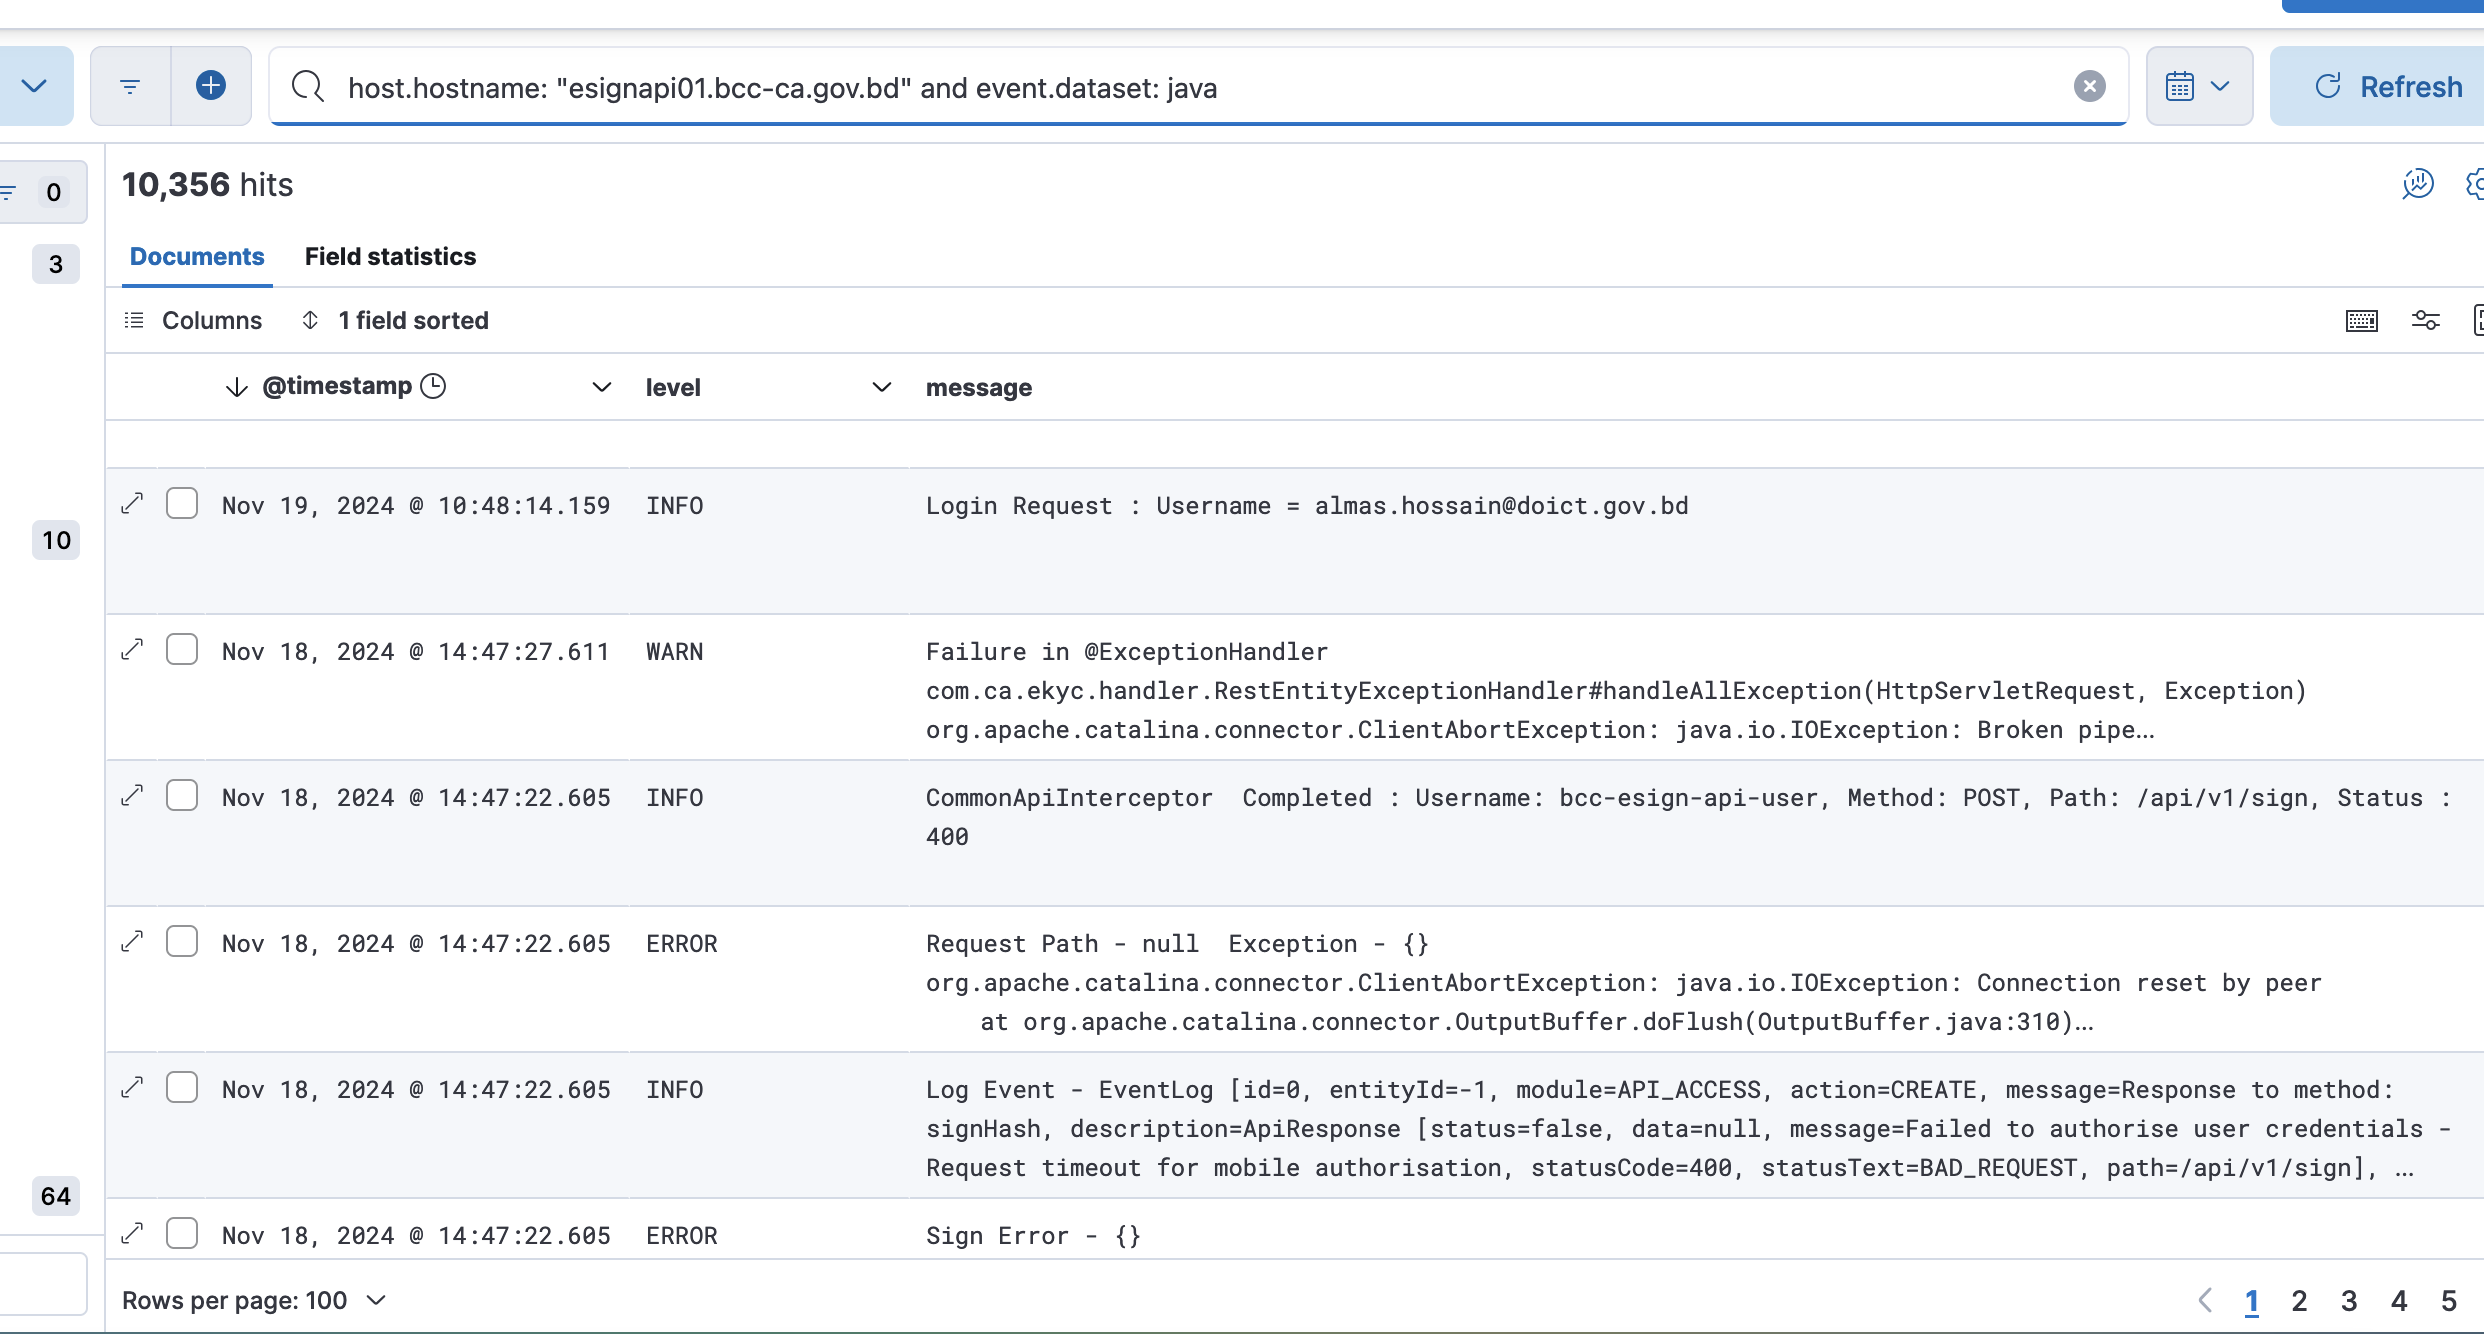 host.hostname: "esignapi01.bcc-ca.gov.bd" and event.dataset: java
Refresh
0
10,356 hits
3
Documents Field statistics
Columns 1 field sorted
@timestamp level message
Nov 19, 2024 @ 10:48:14.159 INFO Login Request : Username = almas.hossain@doict.gov.bd
10
Nov 18, 2024 @ 14:47:27.611 WARN Failure in @ExceptionHandler
com.ca.ekyc.handler.RestEntityExceptionHandler#handleAllException(HttpServletRequest, Exception)
org.apache.catalina.connector.ClientAbortException: java.io.IOException: Broken pipe…
Nov 18, 2024 @ 14:47:22.605 INFO CommonApiInterceptor  Completed : Username: bcc-esign-api-user, Method: POST, Path: /api/v1/sign, Status :
400
Nov 18, 2024 @ 14:47:22.605 ERROR Request Path - null  Exception - {}
org.apache.catalina.connector.ClientAbortException: java.io.IOException: Connection reset by peer
at org.apache.catalina.connector.OutputBuffer.doFlush(OutputBuffer.java:310)…
Nov 18, 2024 @ 14:47:22.605 INFO Log Event - EventLog [id=0, entityId=-1, module=API_ACCESS, action=CREATE, message=Response to method:
signHash, description=ApiResponse [status=false, data=null, message=Failed to authorise user credentials -
Request timeout for mobile authorisation, statusCode=400, statusText=BAD_REQUEST, path=/api/v1/sign], …
64
Nov 18, 2024 @ 14:47:22.605 ERROR Sign Error - {}
Rows per page: 100 1 2 3 4 5